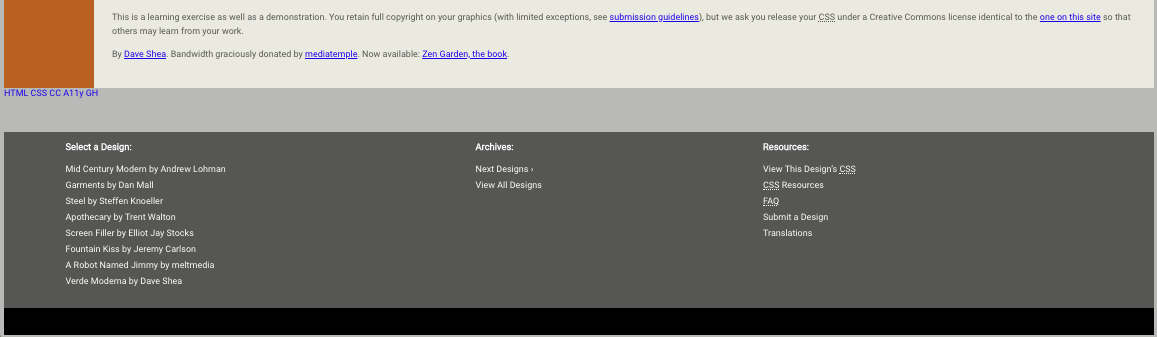 This is a learning exercise as well as a demonstration. You retain full copyright on your graphics (with limited exceptions, see submission guidelines), but we ask you release your CSS under a Creative Commons license identical to the one on this site so that
others may learn from your work.
By Dave Shea. Bandwidth graciously donated by mediatemple. Now available: Zen Garden, the book.
HTML CSS CC A11y GH
Select a Design:
Mid Century Modern by Andrew Lohman
Garments by Dan Mall
Steel by Steffen Knoeller
Apothecary by Trent Walton
Screen Filler by Elliot Jay Stocks
Fountain Kiss by Jeremy Carlson
A Robot Named Jimmy by meltmedia
Verde Moderna by Dave Shea
Archives:
Next Designs ›
View All Designs
Resources:
View This Design's CSS
CSS Resources
FAQ
Submit a Design
Translations